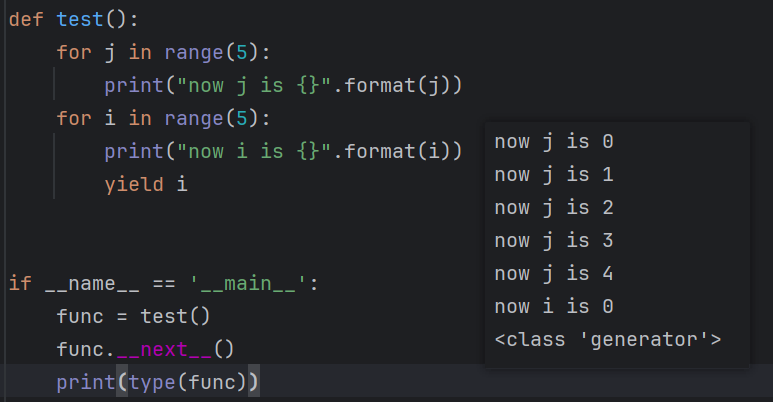 def test():
    for j in range(5):
        print("now j is {}".format(j))
    for i in range(5):
        print("now i is {}".format(i))
        yield i
if __name__ == '__main__':
    func = test()
    func.__next__()
    print(type(func))
now j is 0
now j is 1
now j is 2
now j is 3
now j is 4
now i is 0
<class 'generator'>